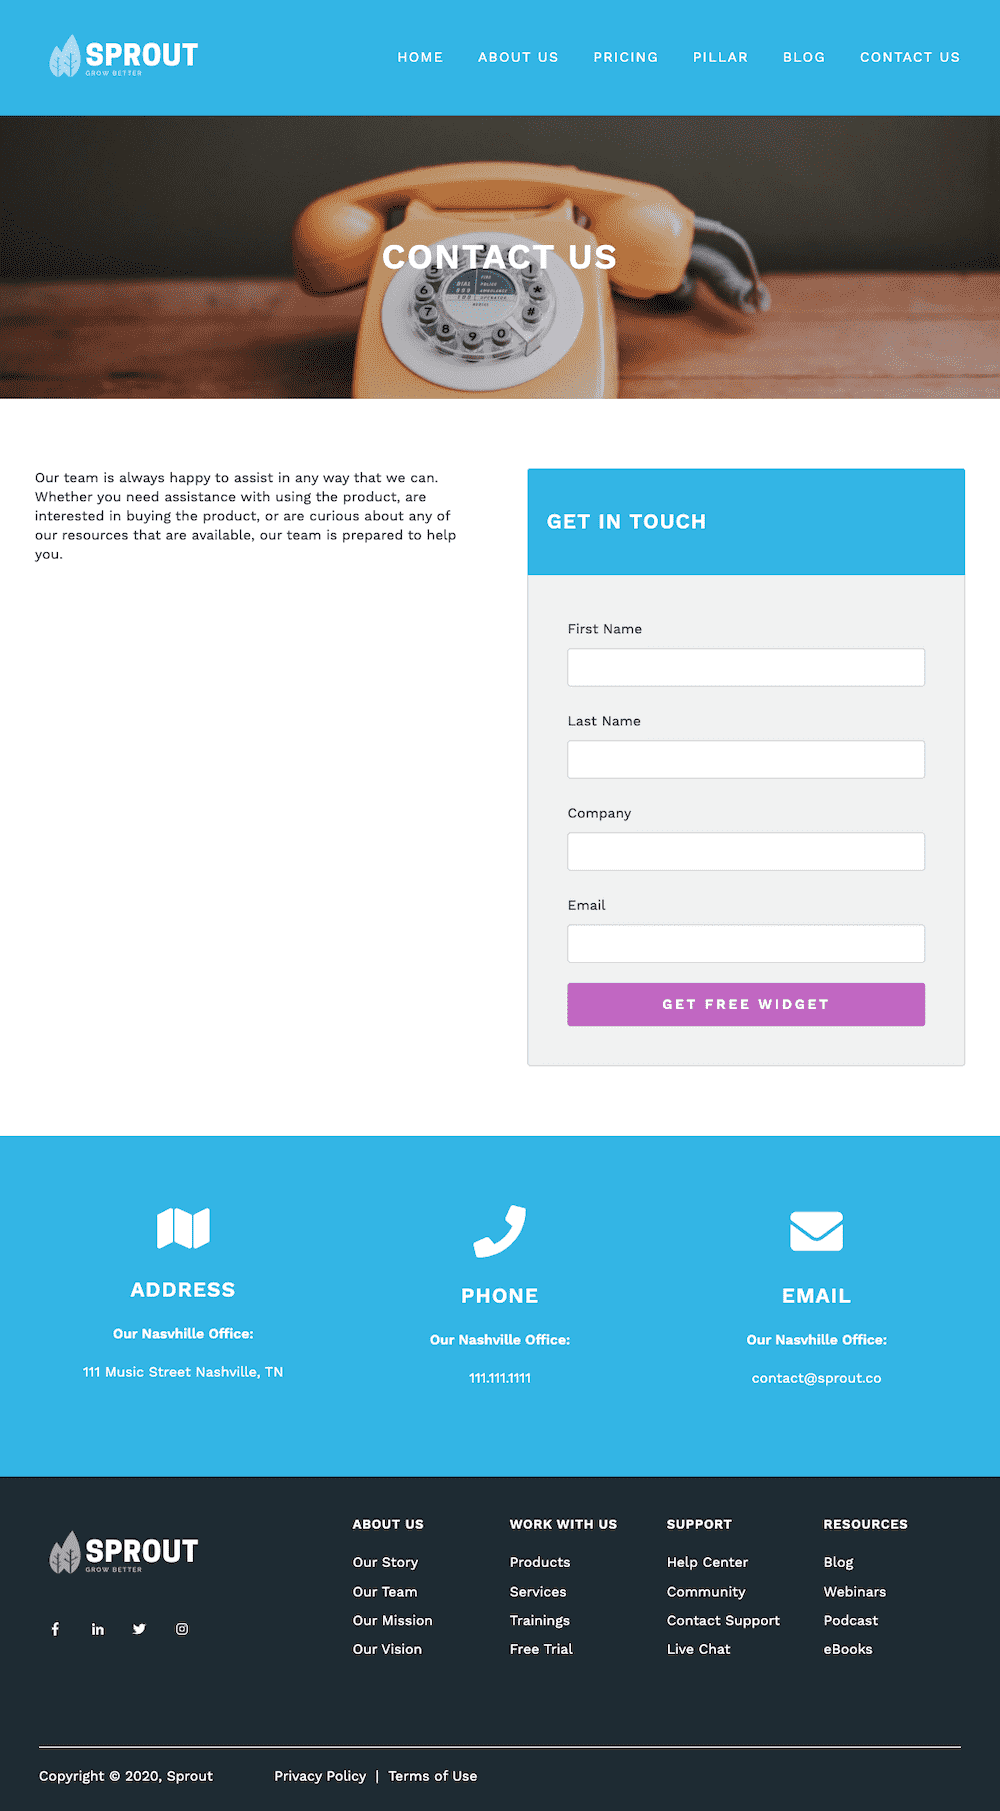 SPROUT
GROW BETTER
HOME ABOUT US PRICING PILLAR BLOG CONTACT US
CONTACT US
Our team is always happy to assist in any way that we can.
Whether you need assistance with using the product, are
interested in buying the product, or are curious about any of
our resources that are available, our team is prepared to help
you.
GET IN TOUCH
First Name
Last Name
Company
Email
GET FREE WIDGET
ADDRESS
Our Nasvhille Office:
111 Music Street Nashville, TN
PHONE
Our Nashville Office:
111.111.1111
EMAIL
Our Nasvhille Office:
contact@sprout.co
SPROUT
GROW BETTER
ABOUT US
Our Story
Our Team
Our Mission
Our Vision
WORK WITH US
Products
Services
Trainings
Free Trial
SUPPORT
Help Center
Community
Contact Support
Live Chat
RESOURCES
Blog
Webinars
Podcast
eBooks
Copyright © 2020, Sprout
Privacy Policy | Terms of Use